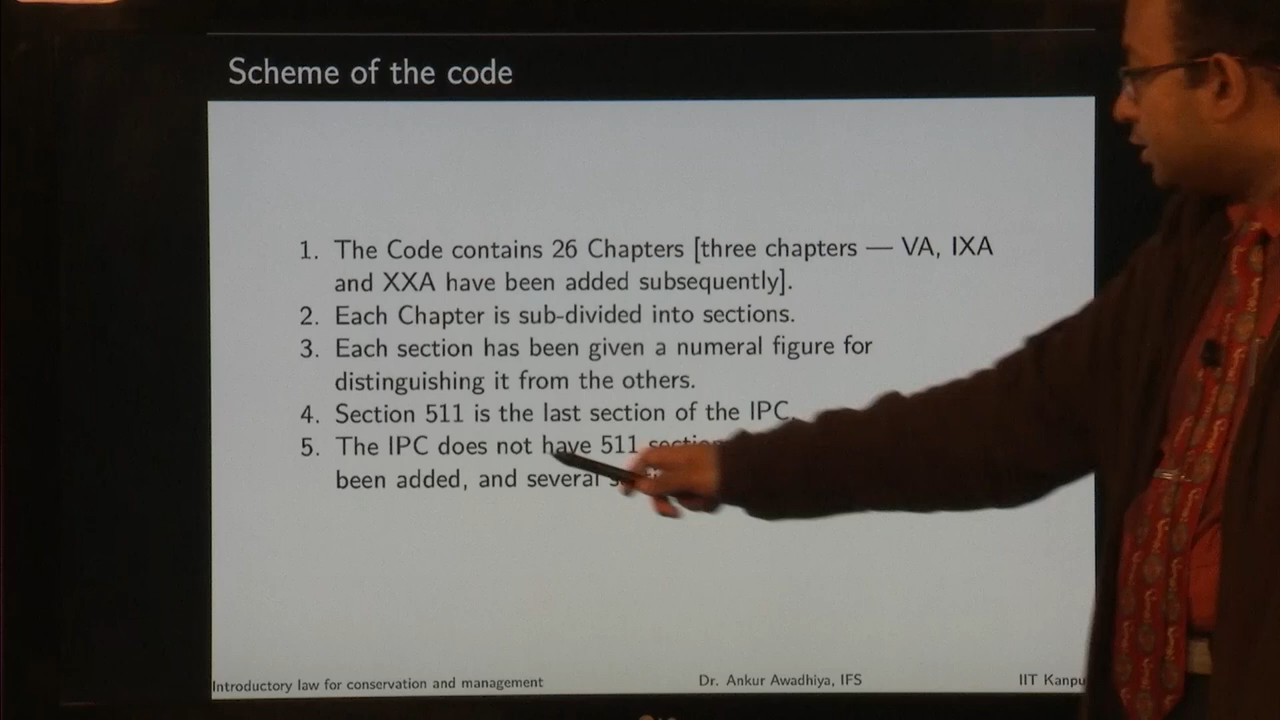 Scheme of the code
1. The Code contains 26 Chapters [three chapters — VA, IXA
and XXA have been added subsequently].
2. Each Chapter is sub-divided into sections.
3. Each section has been given a numeral figure for
distinguishing it from the others.
4. Section 511 is the last section of the IPC.
5. The IPC does not have 511
been added, and several
Introductory law for conservation and management
Dr. Ankur Awadhiya, IFS
IIT